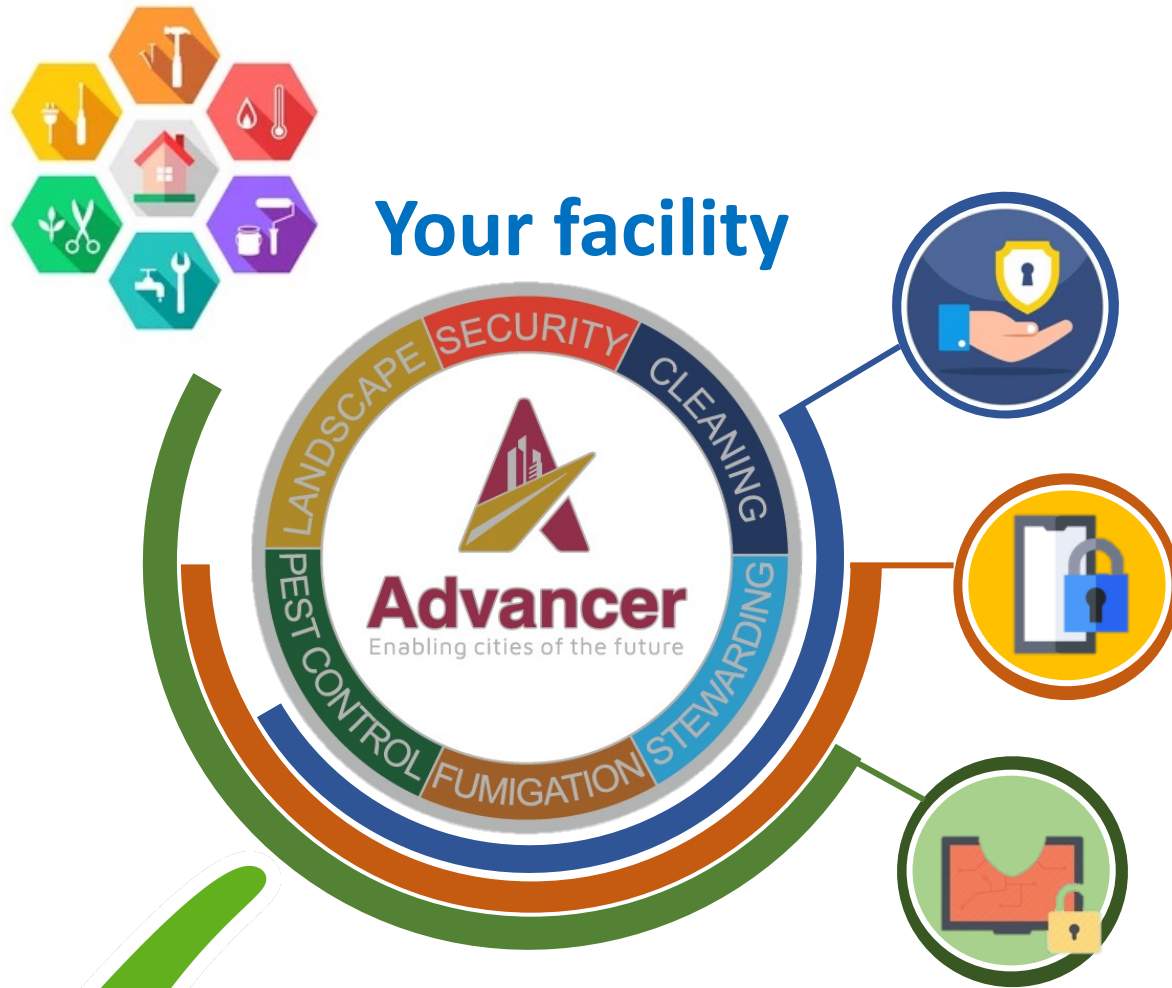 Your facility
SECURITY
CLEANING
STEWARDING
FUMIGATION
PEST CONTROL
LANDSCAPE
Advancer
Enabling cities of the future